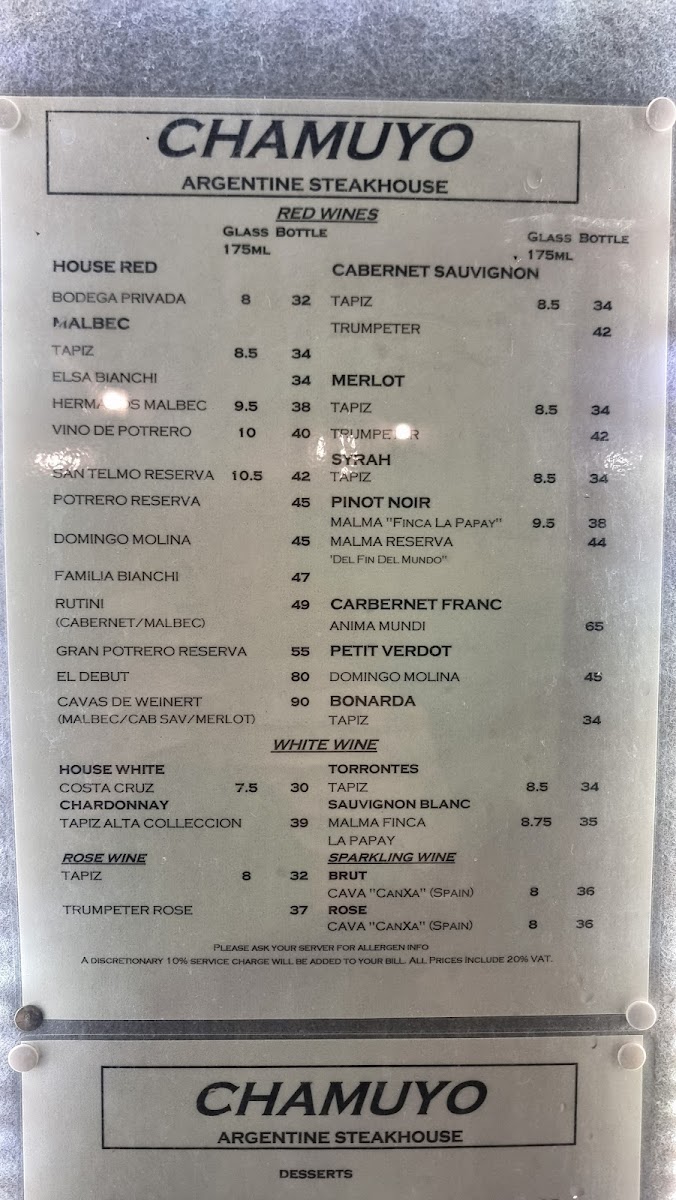 CHAMUYO
ARGENTINE STEAKHOUSE
RED WINES
GLASS BOTTLE
175ML
HOUSE RED
BODEGA PRIVADA 8 32
MALBEC
TAPIZ 8.5 34
ELSA BIANCHI 34
HERMANOS MALBEC 9.5 38
VINO DE POTRERO 10 40
SAN TELMO RESERVA 10.5 42
POTRERO RESERVA 45
DOMINGO MOLINA 45
FAMILIA BIANCHI 47
RUTINI 49
(CABERNET/MALBEC)
GRAN POTRERO RESERVA 55
EL DEBUT 80
CAVAS DE WEINERT 90
(MALBEC/CAB SAV/MERLOT)
GLASS BOTTLE
175ML
CABERNET SAUVIGNON
TAPIZ 8.5 34
TRUMPETER 42
MERLOT
TAPIZ 8.5 34
TRUMPETER 42
SYRAH
TAPIZ 8.5 34
PINOT NOIR
MALMA "FINCA LA PAPAY" 9.5 38
MALMA RESERVA 44
'DEL FIN DEL MUNDO"
CARBERNET FRANC
ANIMA MUNDI 65
PETIT VERDOT
DOMINGO MOLINA 45
BONARDA
TAPIZ 34
WHITE WINE
HOUSE WHITE
COSTA CRUZ 7.5 30
CHARDONNAY
TAPIZ ALTA COLLECCION 39
TORRONTES
TAPIZ 8.5 34
SAUVIGNON BLANC
MALMA FINCA 8.75 35
LA PAPAY
ROSE WINE
TAPIZ 8 32
TRUMPETER ROSE 37
SPARKLING WINE
BRUT
CAVA "CANXA" (SPAIN) 8 36
ROSE
CAVA "CANXA" (SPAIN) 8 36
PLEASE ASK YOUR SERVER FOR ALLERGEN INFO
A DISCRETIONARY 10% SERVICE CHARGE WILL BE ADDED TO YOUR BILL. ALL PRICES INCLUDE 20% VAT.
CHAMUYO
ARGENTINE STEAKHOUSE
DESSERTS